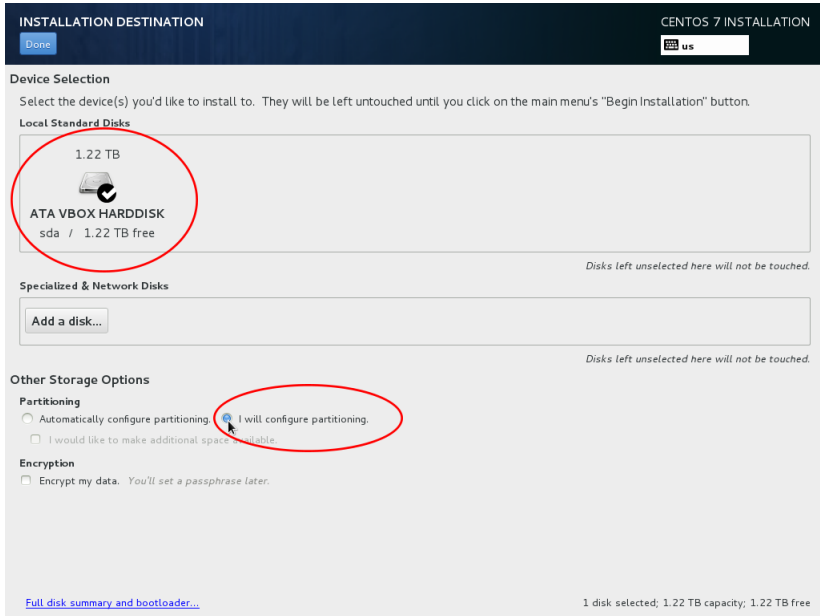 INSTALLATION DESTINATION
CENTOS 7 INSTALLATION
Done
us
Device Selection
Select the device(s) you'd like to install to. They will be left untouched until you click on the main menu's "Begin Installation" button.
Local Standard Disks
1.22 TB
ATA VBOX HARDDISK
sda / 1.22 TB free
Disks left unselected here will not be touched.
Specialized & Network Disks
Add a disk...
Disks left unselected here will not be touched.
Other Storage Options
Partitioning
Automatically configure partitioning. I will configure partitioning.
I would like to make additional space available.
Encryption
Encrypt my data. You'll set a passphrase later.
Full disk summary and bootloader... 1 disk selected; 1.22 TB capacity; 1.22 TB free